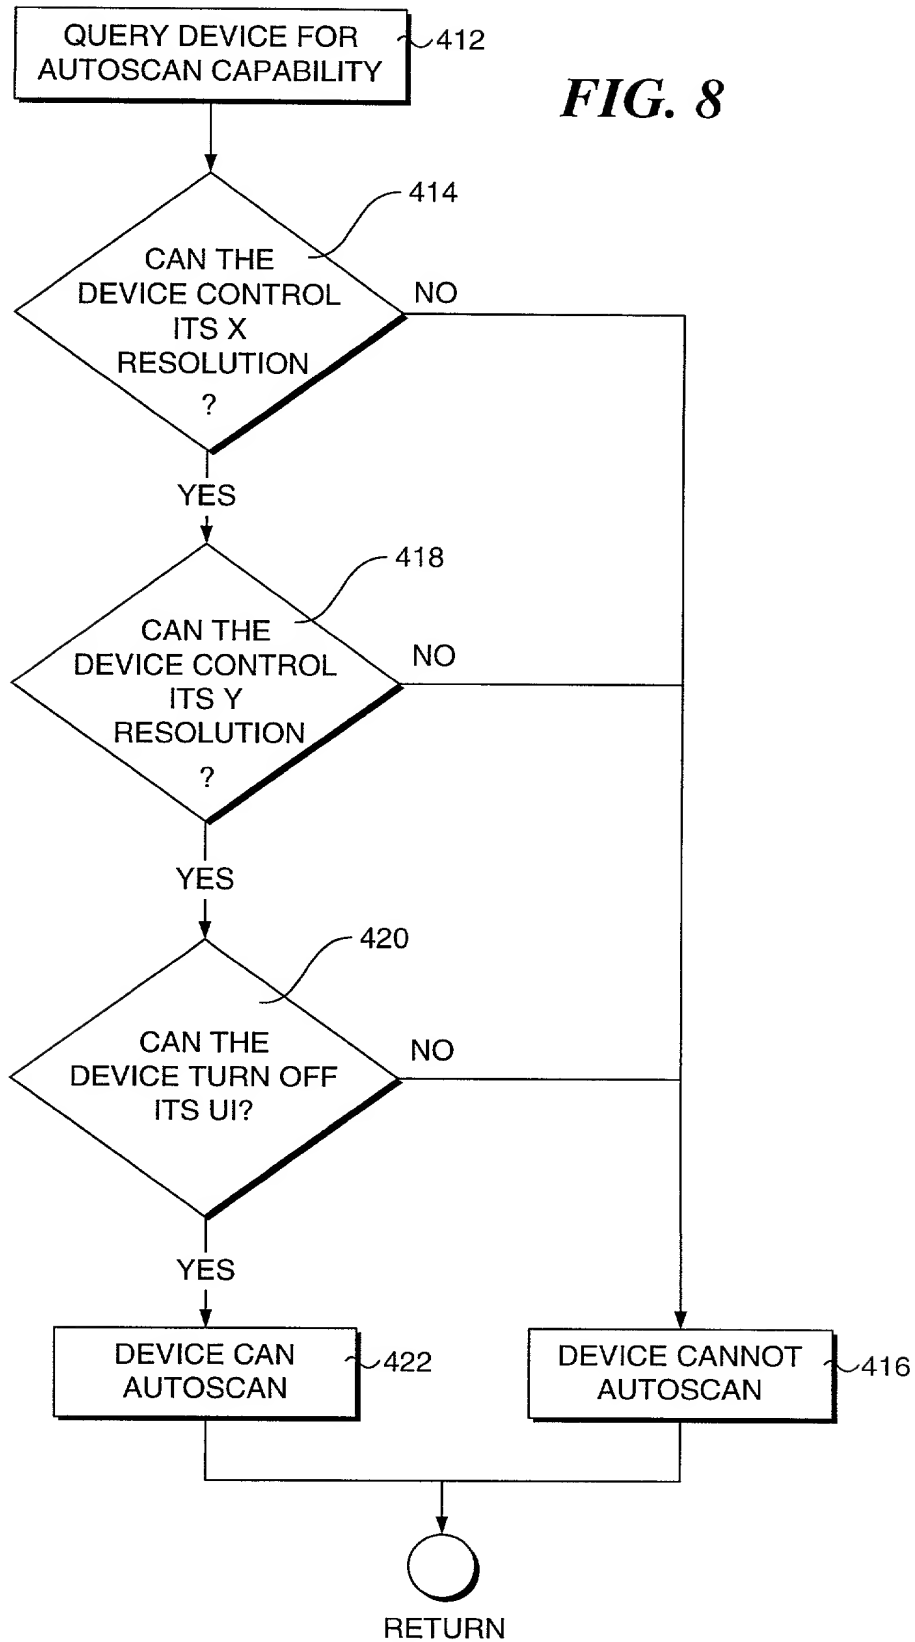 QUERY DEVICE FOR
AUTOSCAN CAPABILITY
412
FIG. 8
414
CAN THE
DEVICE CONTROL
ITS X
RESOLUTION
?
NO
YES
418
CAN THE
DEVICE CONTROL
ITS Y
RESOLUTION
?
NO
YES
420
CAN THE
DEVICE TURN OFF
ITS UI?
NO
YES
DEVICE CAN
AUTOSCAN
422
DEVICE CANNOT
AUTOSCAN
416
RETURN